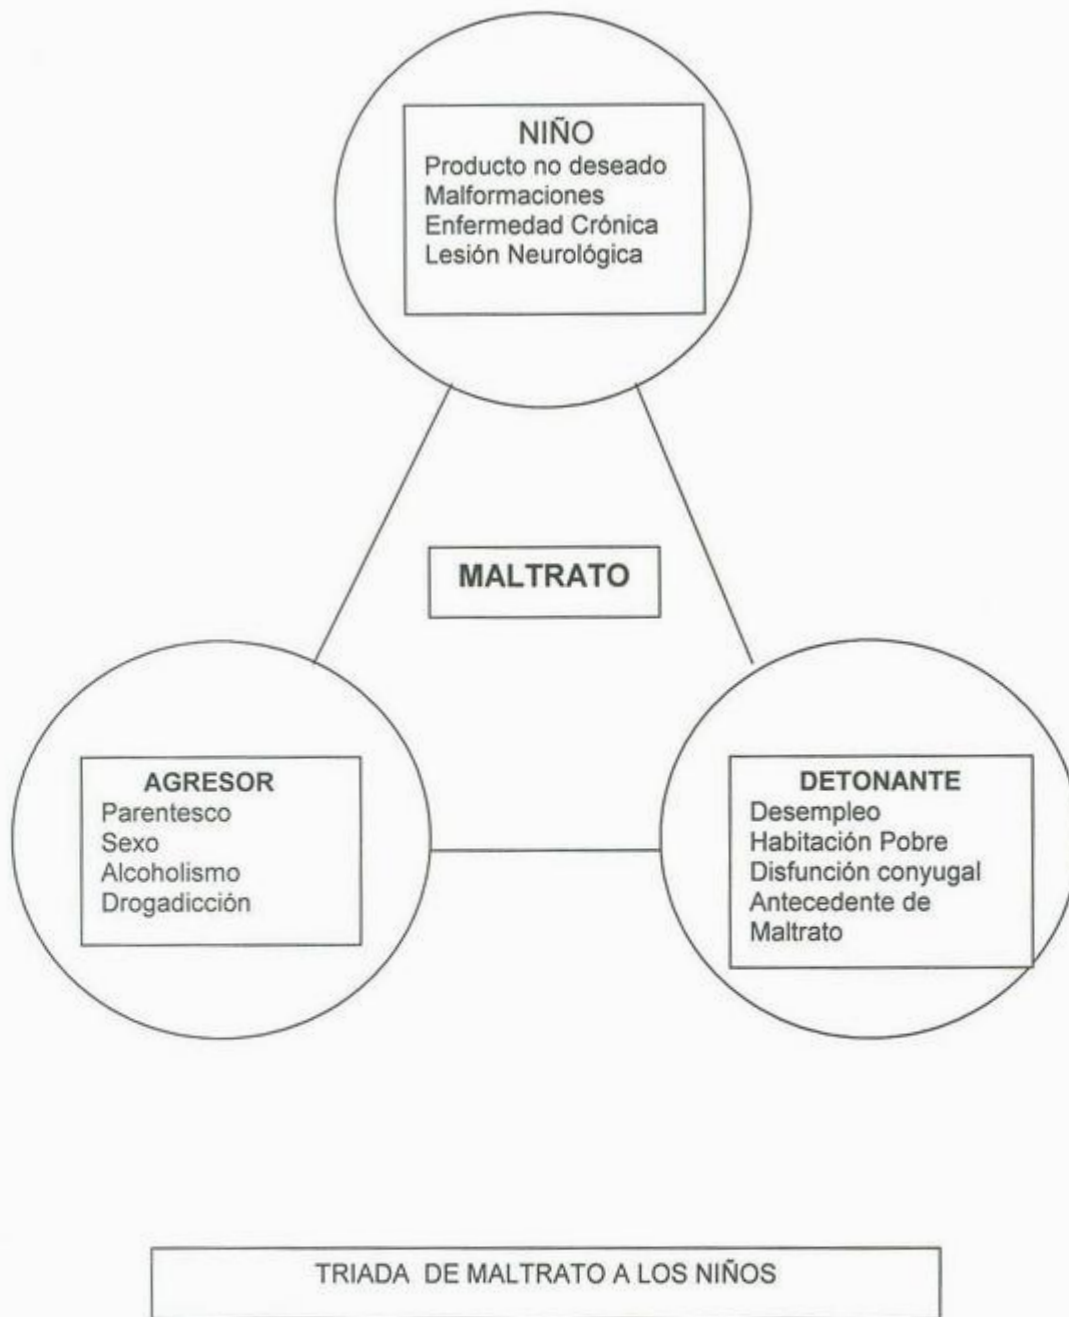 NIÑO
Producto no deseado
Malformaciones
Enfermedad Crónica
Lesión Neurológica
MALTRATO
AGRESOR
Parentesco
Sexo
Alcoholismo
Drogadicción
DETONANTE
Desempleo
Habitación Pobre
Disfunción conyugal
Antecedente de
Maltrato
TRIADA DE MALTRATO A LOS NIÑOS